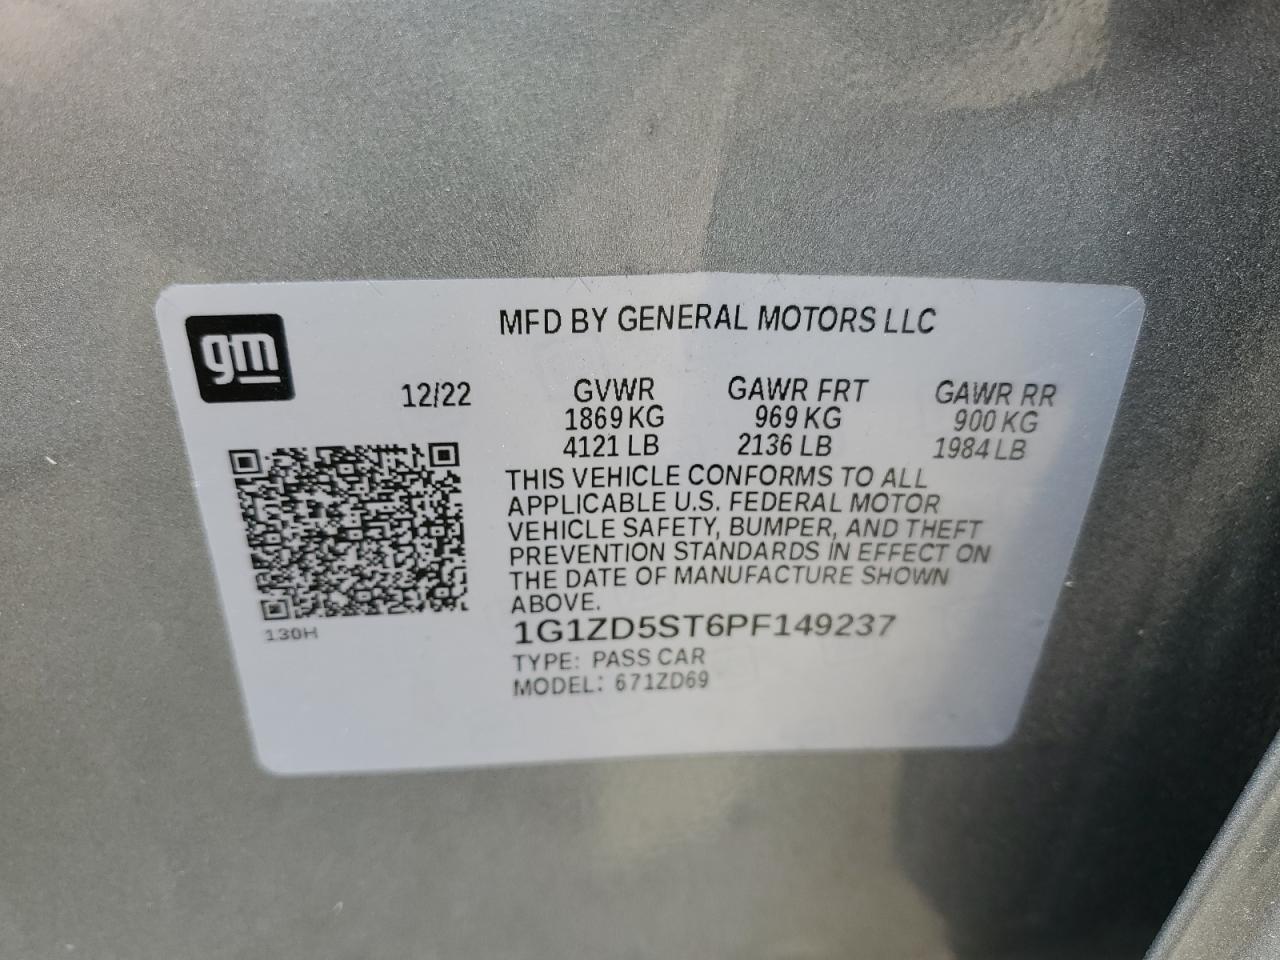 gm
MFD BY GENERAL MOTORS LLC
12/22
GVWR GAWR FRT GAWR RR
1869 KG 969 KG 900 KG
4121 LB 2136 LB 1984 LB
THIS VEHICLE CONFORMS TO ALL
APPLICABLE U.S. FEDERAL MOTOR
VEHICLE SAFETY, BUMPER, AND THEFT
PREVENTION STANDARDS IN EFFECT ON
THE DATE OF MANUFACTURE SHOWN
ABOVE.
130H
1G1ZD5ST6PF149237
TYPE: PASS CAR
MODEL: 671ZD69